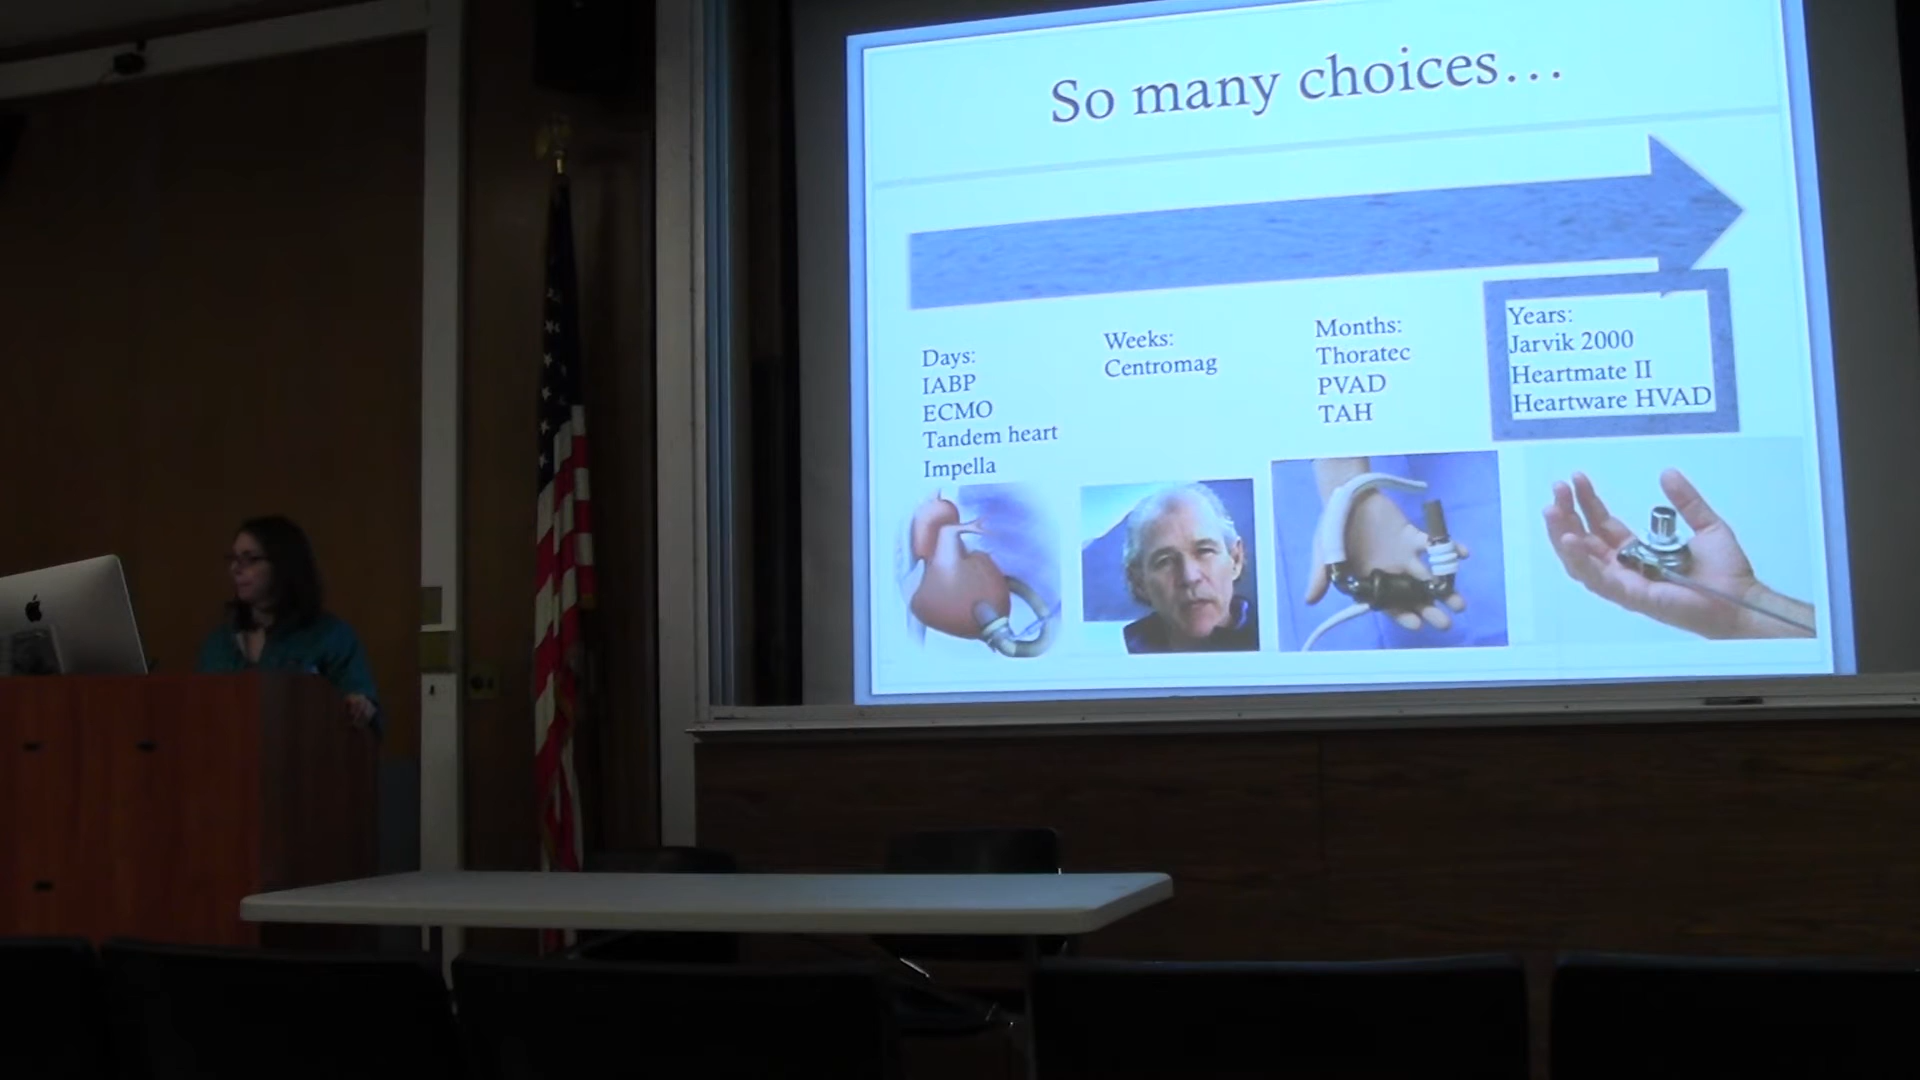 So many choices...
Days:
IABP
ECMO
Tandem heart
Impella
Weeks:
Centromag
Months:
Thoratec
PVAD
TAH
Years:
Jarvik 2000
Heartmate II
Heartware HVAD